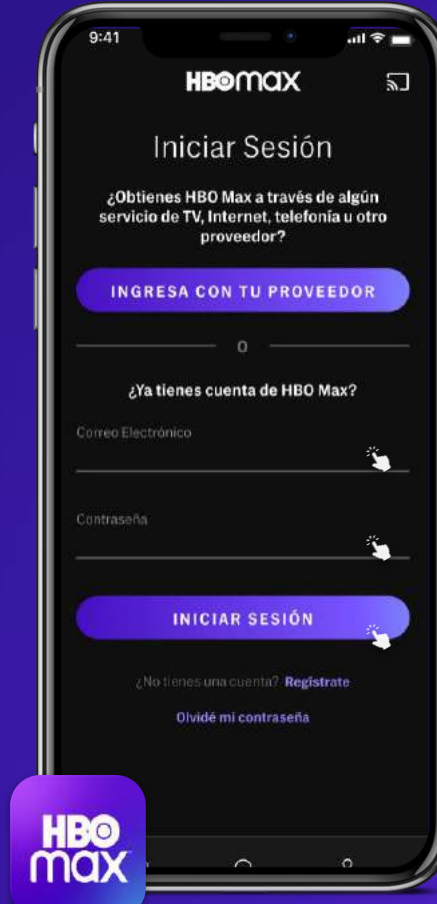 9:41
HBOMAX
Iniciar Sesión
¿Obtienes HBO Max a través de algún
servicio de TV, Internet, telefonía u otro
proveedor?
INGRESA CON TU PROVEEDOR
O
¿Ya tienes cuenta de HBO Max?
Correo Electrónico
Contraseña
INICIAR SESIÓN
¿No tienes una cuenta? Regístrate
Olvidé mi contraseña
HBO
max